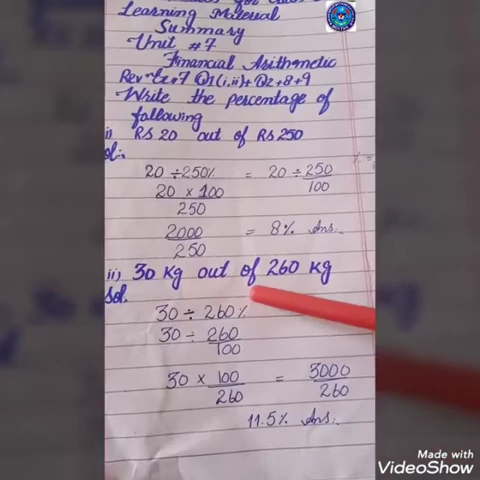 Learning Material
Summary
Unit #7
Financial Arithmetic
Rev-Ex#7 Q1(i,ii)+Q2+8+9
Write the percentage of
following
i) RS 20 out of RS 250
Sol:-
20 ÷ 250% = 20 ÷ 250/100
20 × 100
250
2000/250 = 8% Ans:-
ii) 30 Kg out of 260 Kg
Sol.
30 ÷ 260%
30 ÷ 260/100
30 × 100/260 = 3000/260
11.5% Ans:-
Made with
VideoShow